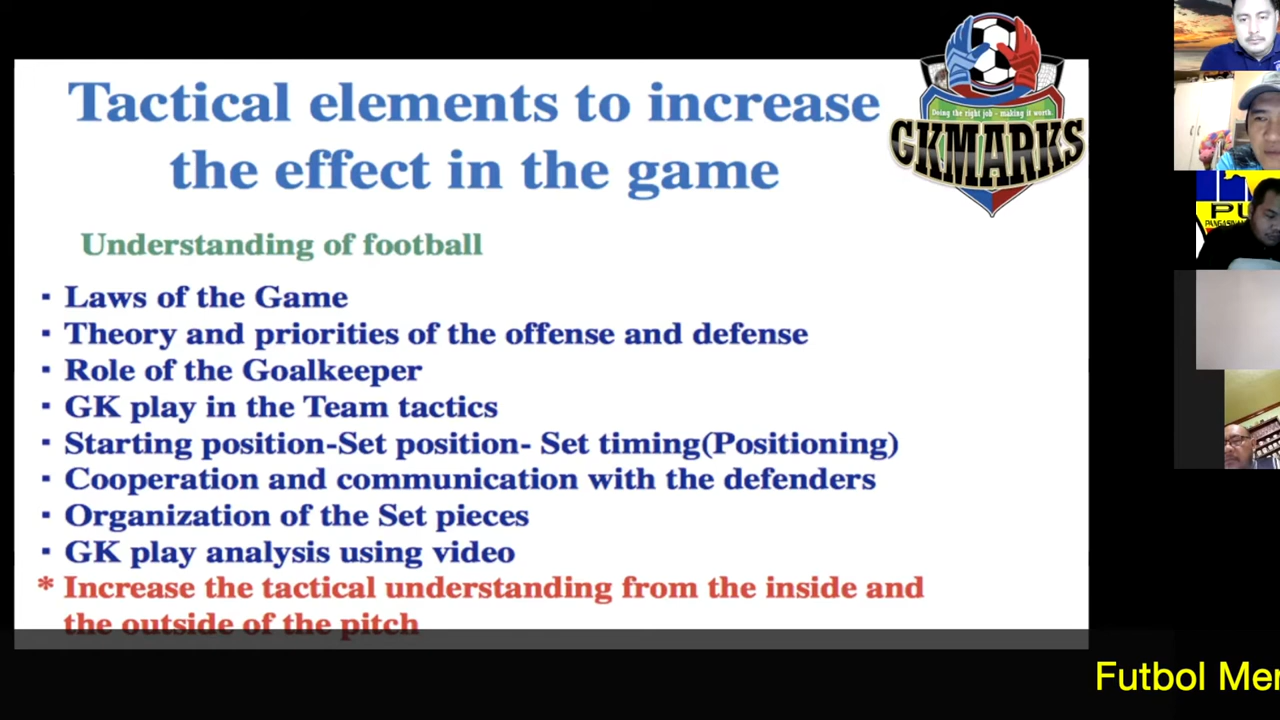 Tactical elements to increase
the effect in the game
Doing the right job - making it worth.
GKMARKS
Understanding of football
▪ Laws of the Game
▪ Theory and priorities of the offense and defense
▪ Role of the Goalkeeper
▪ GK play in the Team tactics
▪ Starting position-Set position- Set timing(Positioning)
▪ Cooperation and communication with the defenders
▪ Organization of the Set pieces
▪ GK play analysis using video
* Increase the tactical understanding from the inside and
the outside of the pitch
Futbol